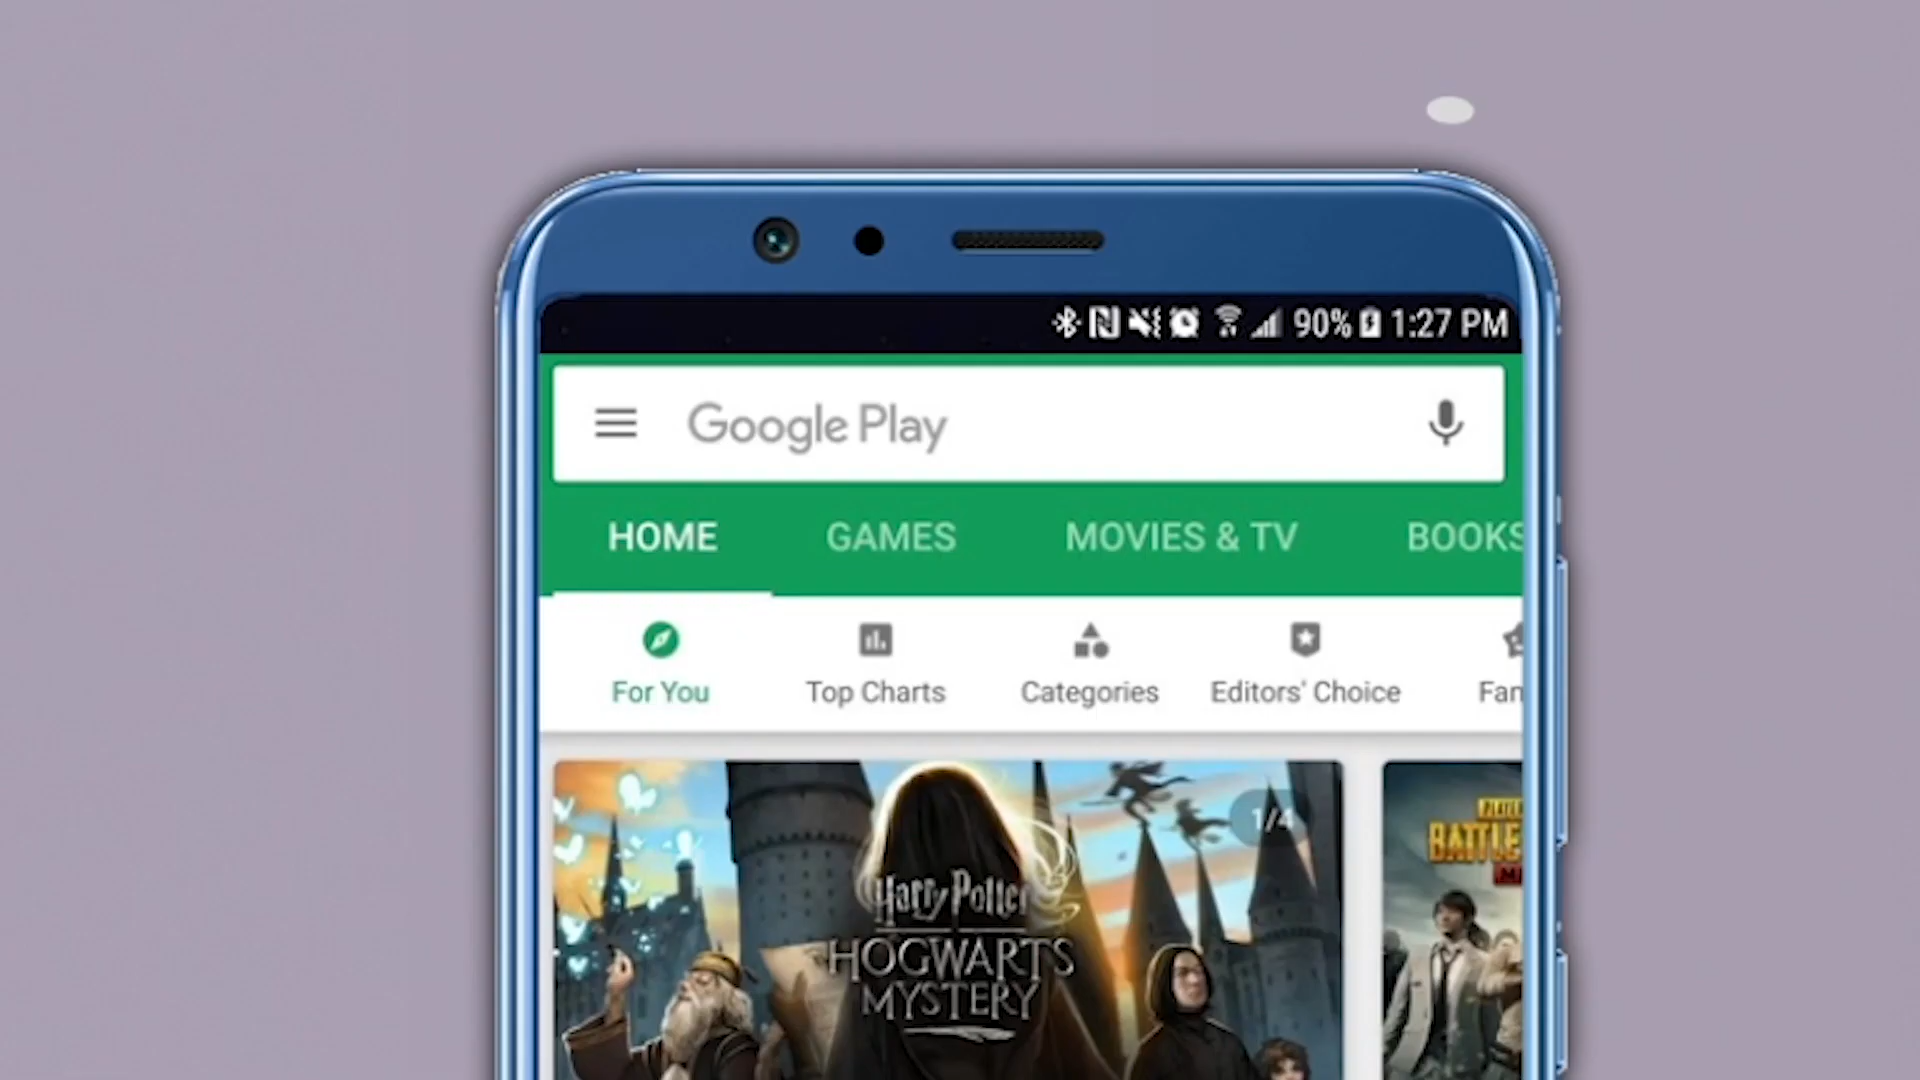 90% 1:27 PM
Google Play
HOME GAMES MOVIES & TV BOOKS
For You Top Charts Categories Editors' Choice Fan
1/4
Harry Potter
HOGWARTS
MYSTERY
BATTLE